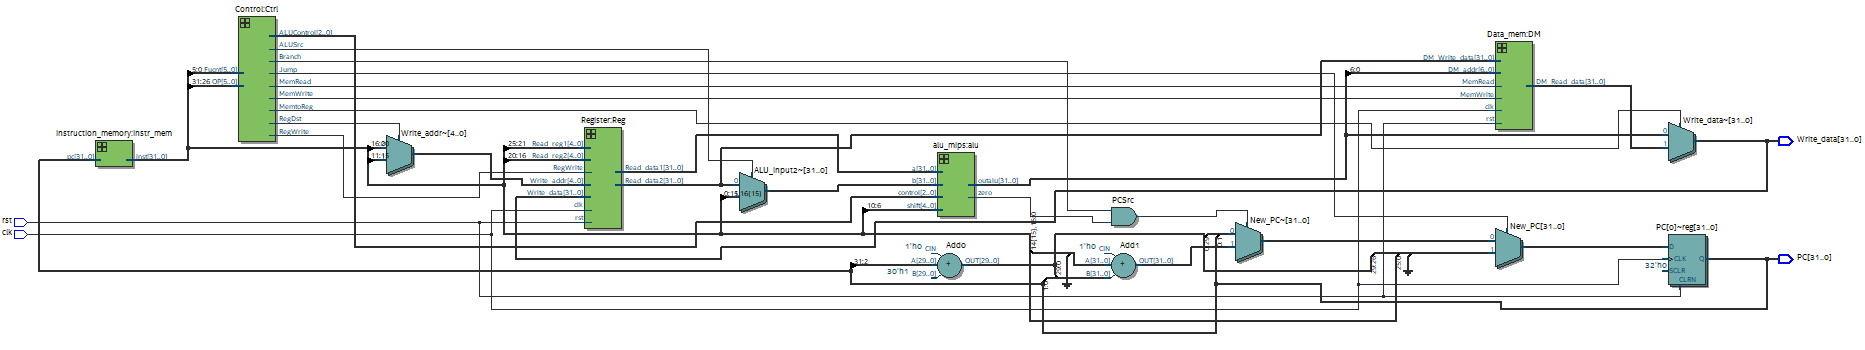 Control:Ctrl
ALUControl[2..0]
ALUSrc
Branch
5:0 Funct[5..0]
Jump
31:26 OP[5..0]
MemRead
MemWrite
MemtoReg
RegDst
RegWrite
Instruction_memory:Instr_mem
pc[31..0]
inst[31..0]
Write_addr~[4..0]
16:20
11:15
Register:Reg
25:21 Read_reg1[4..0]
20:16 Read_reg2[4..0]
RegWrite
Read_data1[31..0]
Write_addr[4..0]
Read_data2[31..0]
Write_data[31..0]
clk
rst
ALU_Input2~[31..0]
0
0:15,16(15)
alu_mips:alu
a[31..0]
b[31..0]
outalu[31..0]
control[2..0]
zero
10:6
shift[4..0]
Data_mem:DM
DM_Write_data[31..0]
6:0
DM_addr[6..0]
MemRead
DM_Read_data[31..0]
MemWrite
clk
rst
Write_data~[31..0]
0
1
Write_data[31..0]
rst
clk
PCSrc
Add0
1'h0 CIN
31:2
A[29..0]
OUT[29..0]
30'h1
B[29..0]
Add1
1'h0 CIN
A[31..0]
OUT[31..0]
B[31..0]
New_PC~[31..0]
0
1
New_PC[31..0]
0
1
PC[0]~reg[31..0]
D
CLK
Q
32'h0
SCLR
CLRN
PC[31..0]